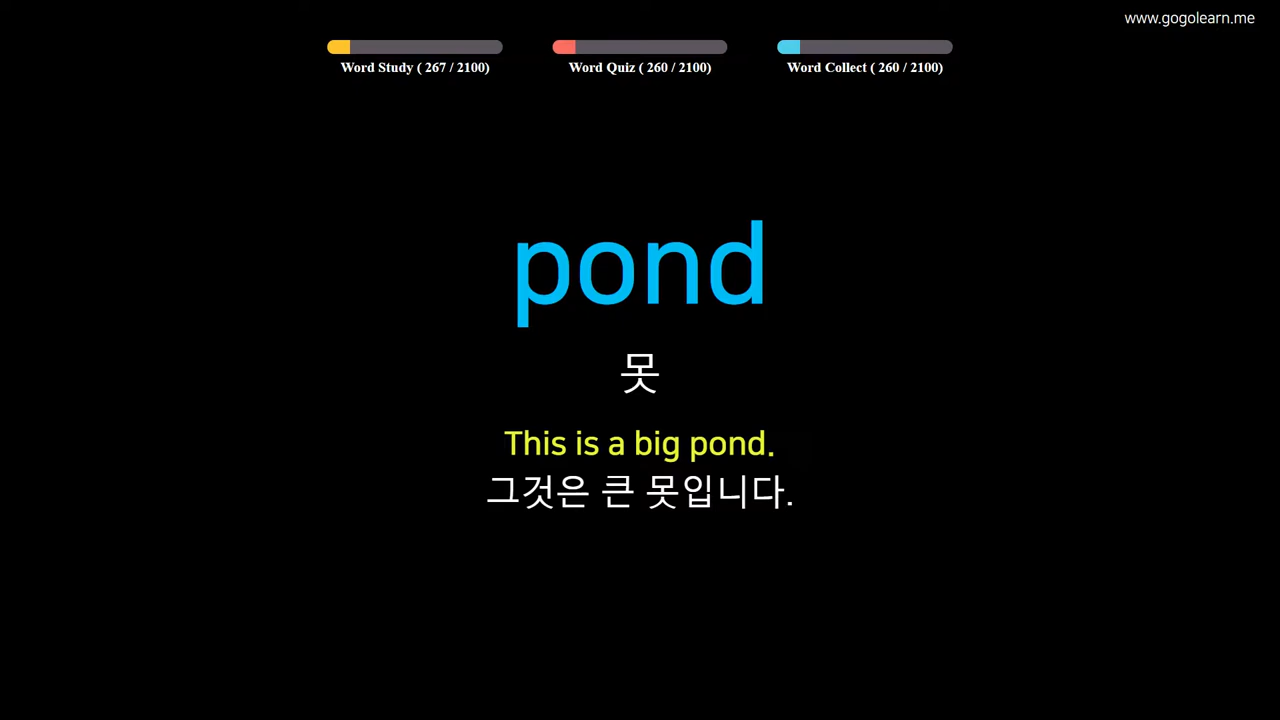 www.gogolearn.me
Word Study ( 267 / 2100)
Word Quiz ( 260 / 2100)
Word Collect ( 260 / 2100)
pond
못
This is a big pond.
그것은 큰 못입니다.